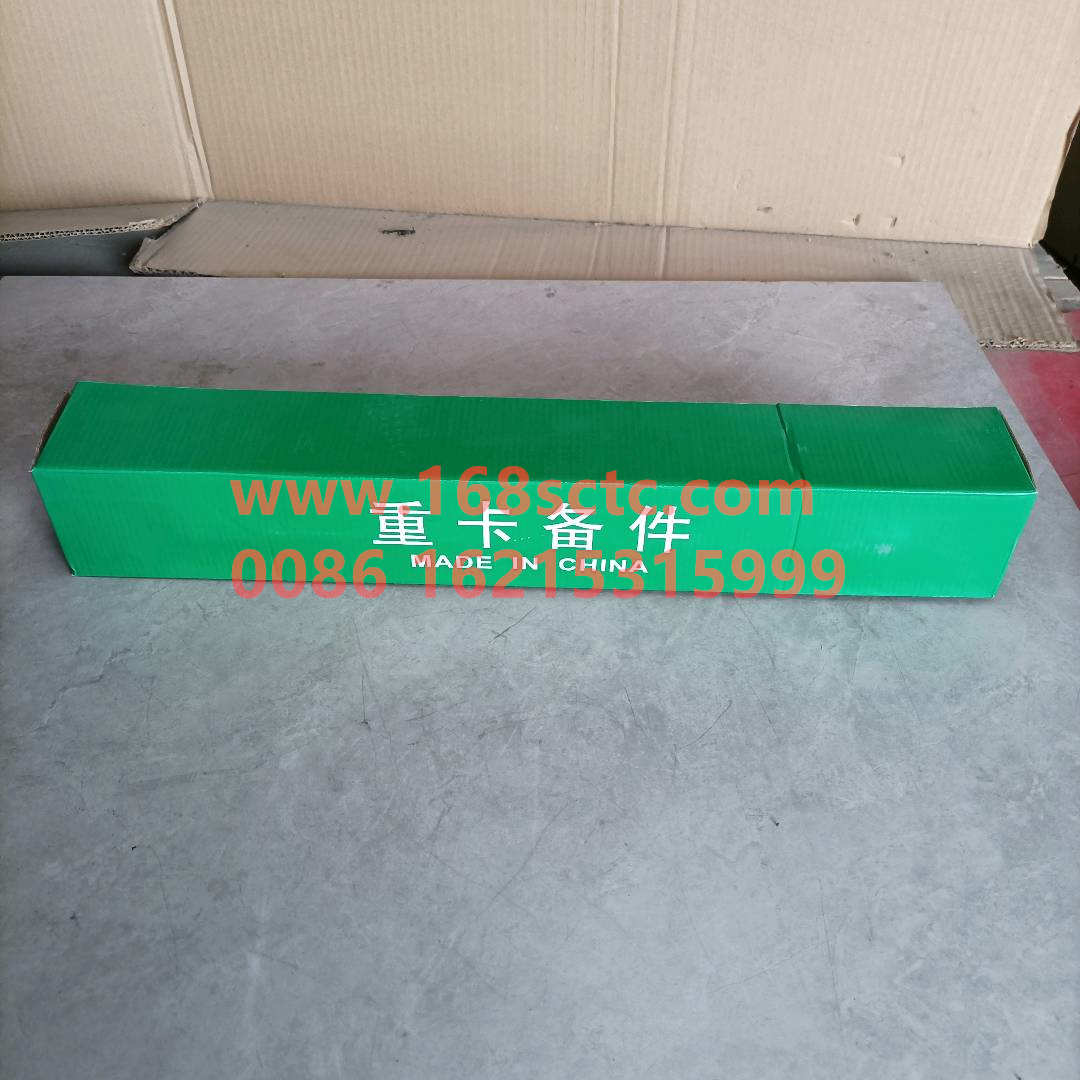 www.168sctc.com
重卡备件
MADE IN CHINA
0086 16215315999